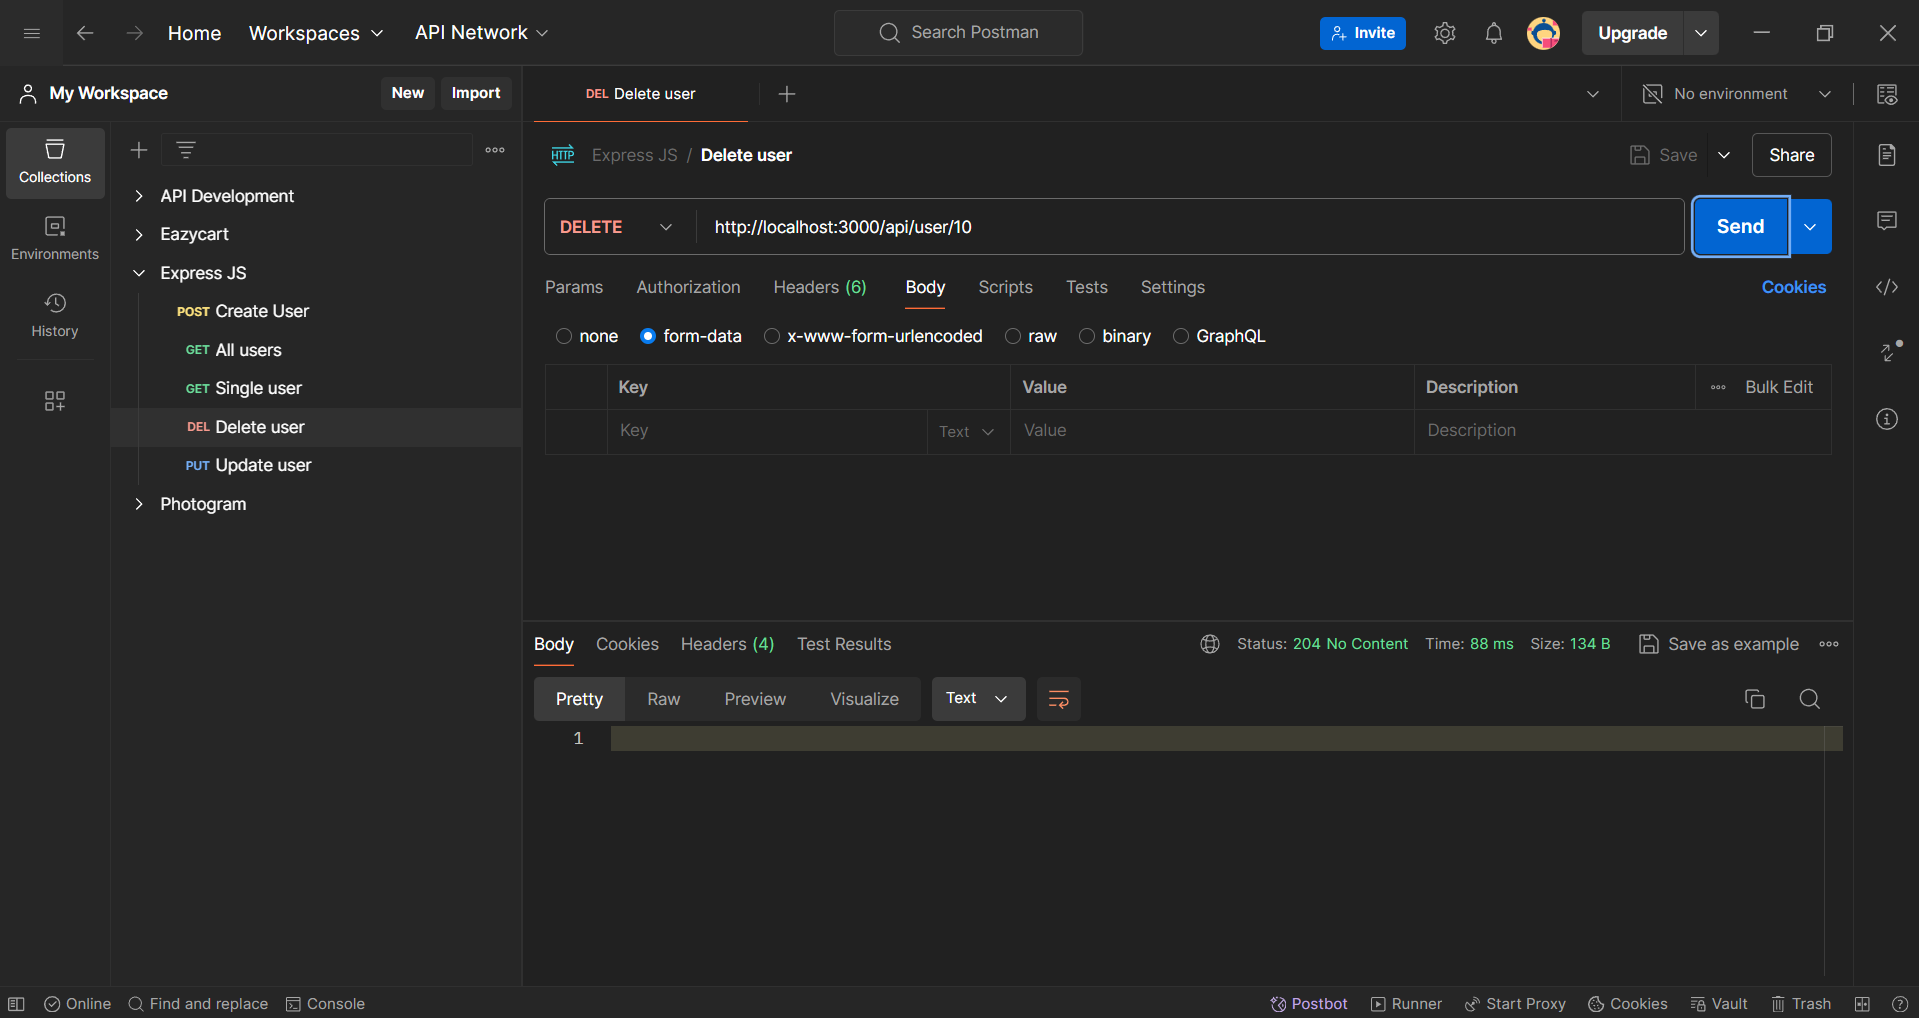 Home Workspaces API Network Search Postman Invite Upgrade
My Workspace New Import DEL Delete user No environment
Collections
Environments
History
API Development
Eazycart
Express JS
POST Create User
GET All users
GET Single user
DEL Delete user
PUT Update user
Photogram
HTTP Express JS / Delete user Save Share
DELETE http://localhost:3000/api/user/10 Send
Params Authorization Headers (6) Body Scripts Tests Settings Cookies
none form-data x-www-form-urlencoded raw binary GraphQL
Key Value Description Bulk Edit
Key Text Value Description
Body Cookies Headers (4) Test Results Status: 204 No Content Time: 88 ms Size: 134 B Save as example
Pretty Raw Preview Visualize Text
1
Online Find and replace Console Postbot Runner Start Proxy Cookies Vault Trash